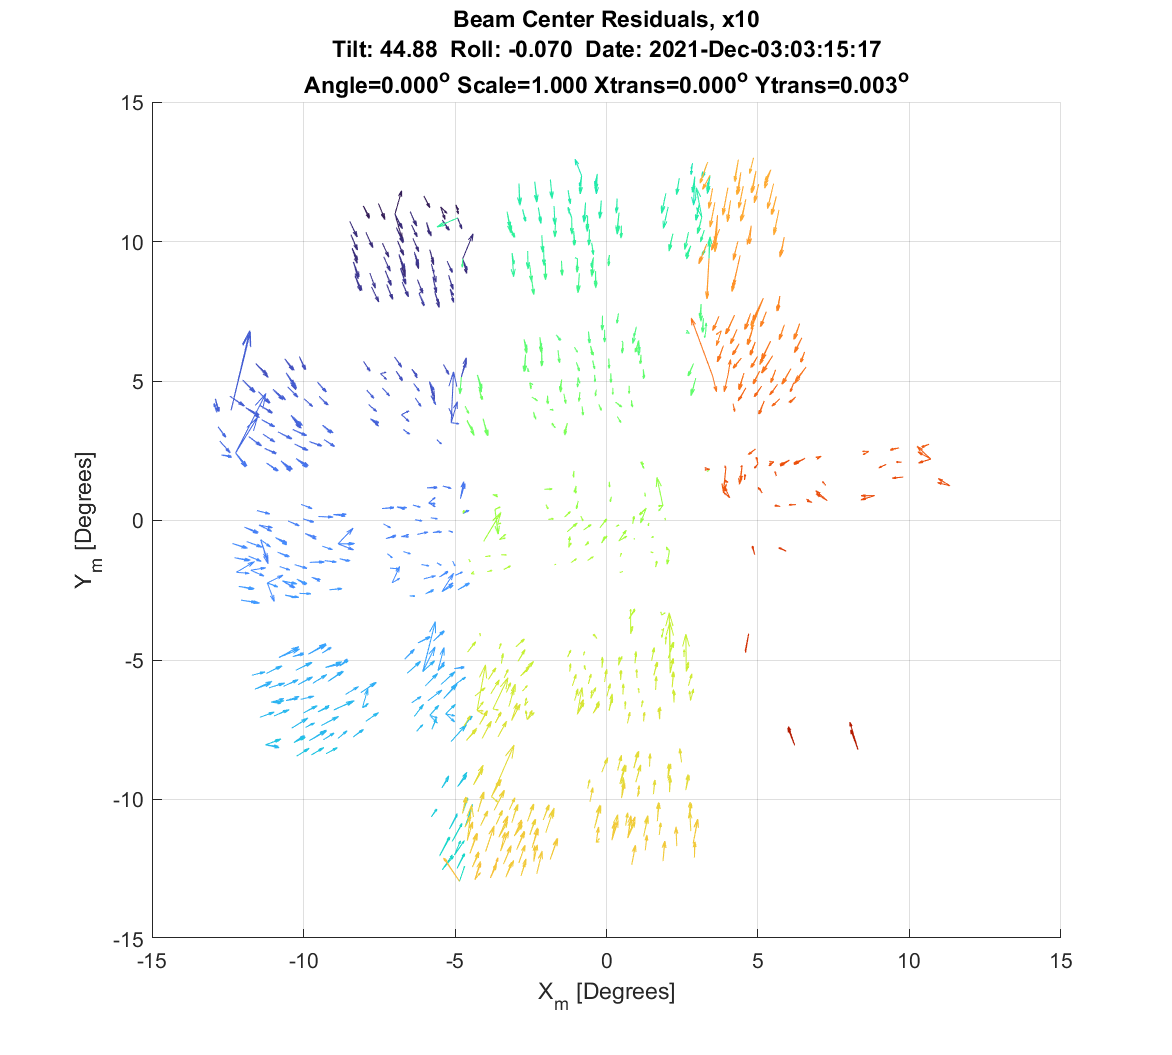 Beam Center Residuals, x10
Tilt: 44.88 Roll: -0.070 Date: 2021-Dec-03:03:15:17
Angle=0.000° Scale=1.000 Xtrans=0.000° Ytrans=0.003°
15
10
5
0
-5
-10
-15
Y_m [Degrees]
-15 -10 -5 0 5 10 15
X_m [Degrees]